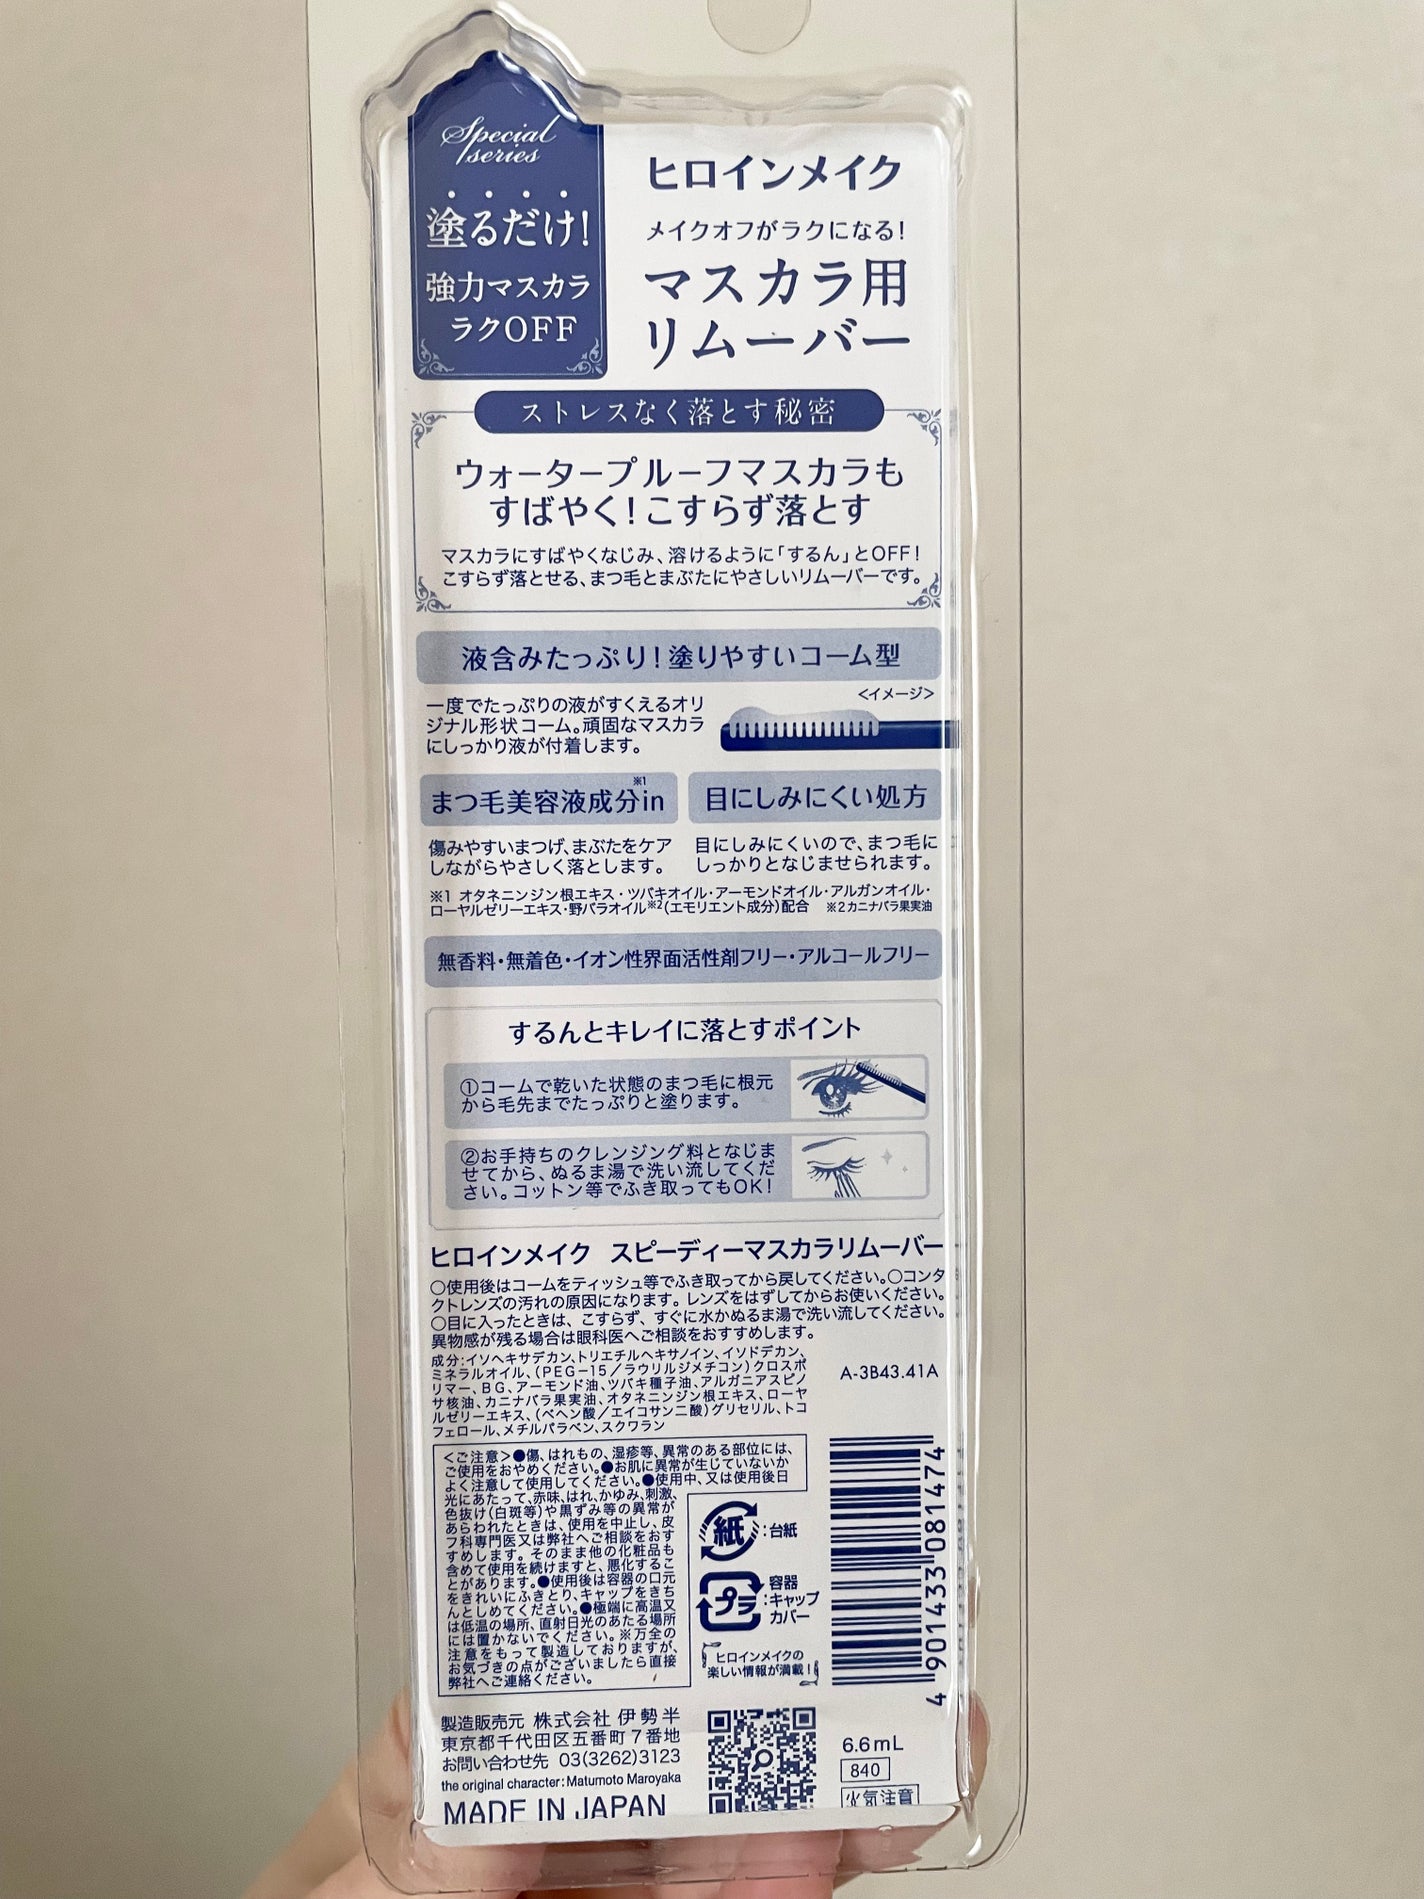 Special
series
塗るだけ!
強力マスカラ
ラクOFF
ヒロインメイク
メイクオフがラクになる!
マスカラ用
リムーバー
ストレスなく落とす秘密
ウォータープルーフマスカラも
すばやく!こすらず落とす
マスカラにすばやくなじみ、溶けるように「するん」とOFF!
こすらず落とせる、まつ毛とまぶたにやさしいリムーバーです。
液含みたっぷり!塗りやすいコーム型
一度でたっぷりの液がすくえるオリ
ジナル形状コーム。頑固なマスカラ
にしっかり液が付着します。
<イメージ>
まつ毛美容液成分※1in
傷みやすいまつげ、まぶたをケア
しながらやさしく落とします。
目にしみにくい処方
目にしみにくいので、まつ毛に
しっかりとなじませられます。
※1 オタネニンジン根エキス・ツバキオイル・アーモンドオイル・アルガンオイル・
ローヤルゼリーエキス・野バラオイル※2(エモリエント成分)配合 ※2カニナバラ果実油
無香料・無着色・イオン性界面活性剤フリー・アルコールフリー
するんとキレイに落とすポイント
①コームで乾いた状態のまつ毛に根元
から毛先までたっぷりと塗ります。
②お手持ちのクレンジング料となじま
せてから、ぬるま湯で洗い流してくだ
さい。コットン等でふき取ってもOK!
ヒロインメイク スピーディーマスカラリムーバー
○使用後はコームをティッシュ等でふき取ってから戻してください。○コンタ
クトレンズの汚れの原因になります。レンズをはずしてからお使いください。
○目に入ったときは、こすらず、すぐに水かぬるま湯で洗い流してください。
異物感が残る場合は眼科医へご相談をおすすめします。
成分:イソヘキサデカン、トリエチルヘキサノイン、イソドデカン、
ミネラルオイル、(PEG-15/ラウリルジメチコン)クロスポ
リマー、BG、アーモンド油、ツバキ種子油、アルガニアスピノ
サ核油、カニナバラ果実油、オタネニンジン根エキス、ローヤ
ルゼリーエキス、(ベヘン酸/エイコサン二酸)グリセリル、トコ
フェロール、メチルパラベン、スクワラン
A-3B43.41A
<ご注意>●傷、はれもの、湿疹等、異常のある部位には、
ご使用をおやめください。●お肌に異常が生じていないか
よく注意して使用してください。●使用中、又は使用後日
光にあたって、赤味、はれ、かゆみ、刺激、
色抜け(白斑等)や黒ずみ等の異常が
あらわれたときは、使用を中止し、皮
フ科専門医又は弊社へご相談をおす
すめします。そのまま他の化粧品も
含めて使用を続けますと、悪化するこ
とがあります。●使用後は容器の口元
をきれいにふきとり、キャップをきち
んとしめてください。●極端に高温又
は低温の場所、直射日光のあたる場所
には置かないでください。※万全の
注意をもって製造しておりますが、
お気づきの点がございましたら直接
弊社へご連絡ください。
紙
:台紙
プラ
容器
:キャップ
カバー
ヒロインメイクの
楽しい情報が満載!
4 901433 081474
製造販売元 株式会社 伊勢半
東京都千代田区五番町7番地
お問い合わせ先 03(3262)3123
the original character:Matumoto Maroyaka
MADE IN JAPAN
6.6mL
840
火気注意